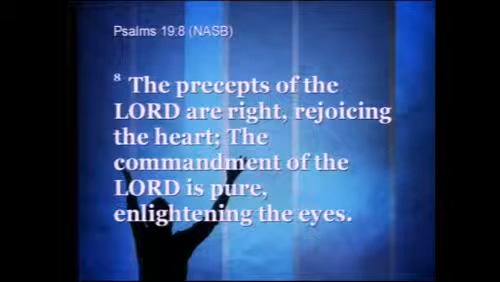 Psalms 19:8 (NASB)
8 The precepts of the
LORD are right, rejoicing
the heart; The
commandment of the
LORD is pure,
enlightening the eyes.